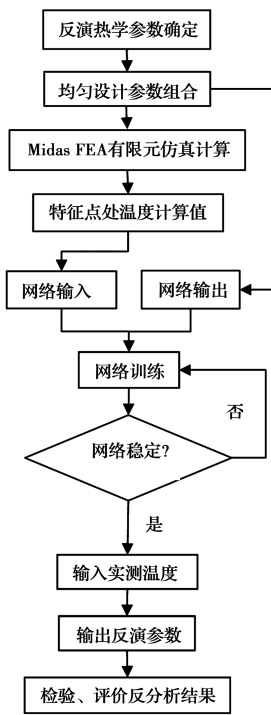 反演热学参数确定
均匀设计参数组合
Midas FEA有限元仿真计算
特征点处温度计算值
网络输入
网络输出
网络训练
否
网络稳定?
是
输入实测温度
输出反演参数
检验、评价反分析结果